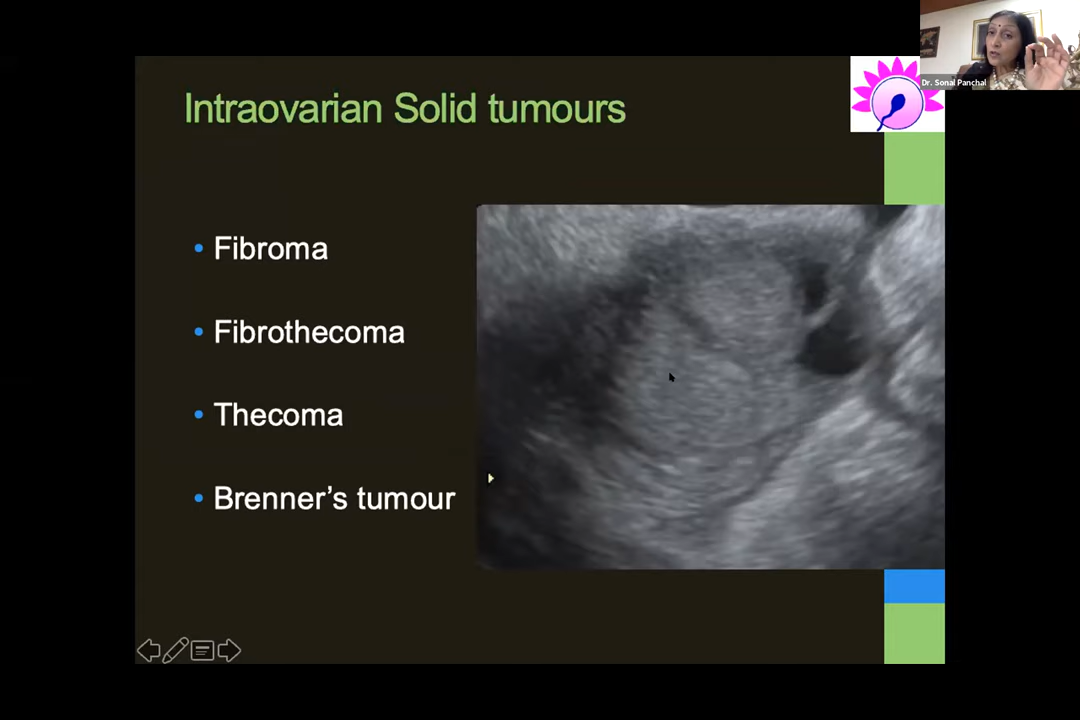 Dr. Sonal Panchal
Intraovarian Solid tumours
• Fibroma
• Fibrothecoma
• Thecoma
• Brenner’s tumour